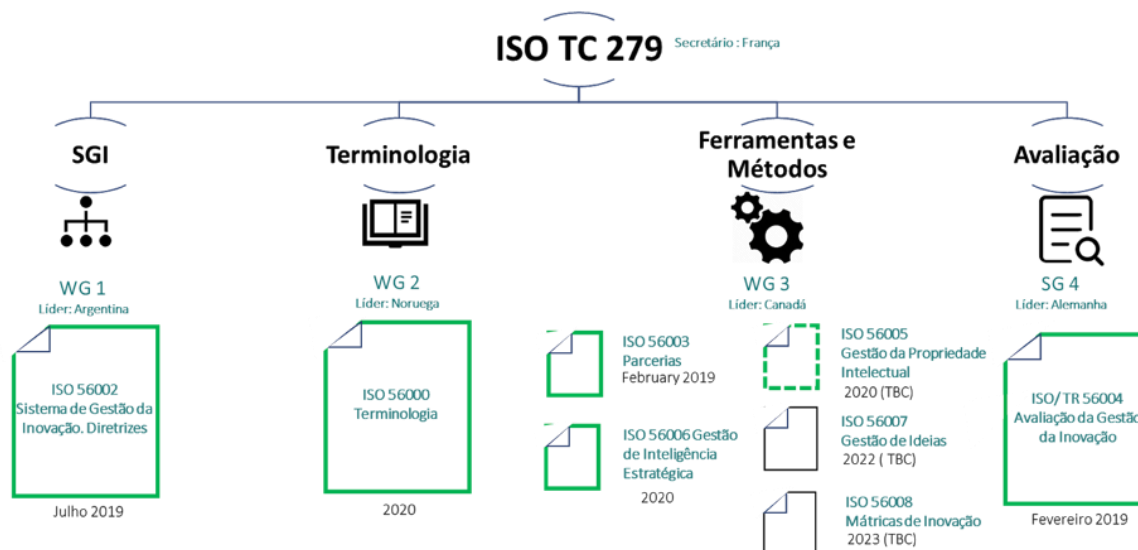 ISO TC 279
Secretário : França
SGI
WG 1
Líder: Argentina
ISO 56002
Sistema de Gestão da
Inovação. Diretrizes
Julho 2019
Terminologia
WG 2
Líder: Noruega
ISO 56000
Terminologia
2020
Ferramentas e
Métodos
WG 3
Líder: Canadá
ISO 56003
Parcerias
February 2019
ISO 56006 Gestão
de Inteligência
Estratégica
2020
ISO 56005
Gestão da Propriedade
Intelectual
2020 (TBC)
ISO 56007
Gestão de Ideias
2022 ( TBC)
ISO 56008
Mátricas de Inovação
2023 (TBC)
Avaliação
SG 4
Líder: Alemanha
ISO/ TR 56004
Avaliação da Gestão
da Inovação
Fevereiro 2019